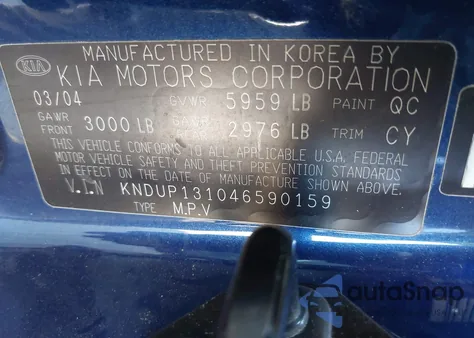 MANUFACTURED IN KOREA BY
KIA KIA MOTORS CORPORATION
03/04 GVWR 5959 LB PAINT QC
GAWR FRONT 3000 LB 2976 LB TRIM CY
THIS VEHICLE CONFORMS TO ALL APPLICABLE U.S.A. FEDERAL
MOTOR VEHICLE SAFETY AND THEFT PREVENTION STANDARDS
IN EFFECT ON THE DATE OF MANUFACTURE SHOWN ABOVE.
V.I.N KNDUP131046590159
TYPE M.P.V
autoSnap